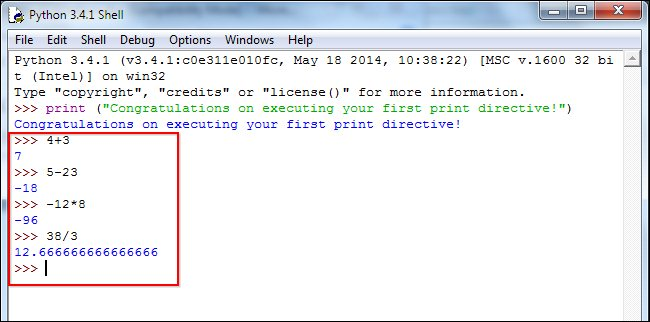 Python 3.4.1 Shell
File Edit Shell Debug Options Windows Help
Python 3.4.1 (v3.4.1:c0e311e010fc, May 18 2014, 10:38:22) [MSC v.1600 32 bi
t (Intel)] on win32
Type "copyright", "credits" or "license()" for more information.
>>> print ("Congratulations on executing your first print directive!")
Congratulations on executing your first print directive!
>>> 4+3
7
>>> 5-23
-18
>>> -12*8
-96
>>> 38/3
12.666666666666666
>>>